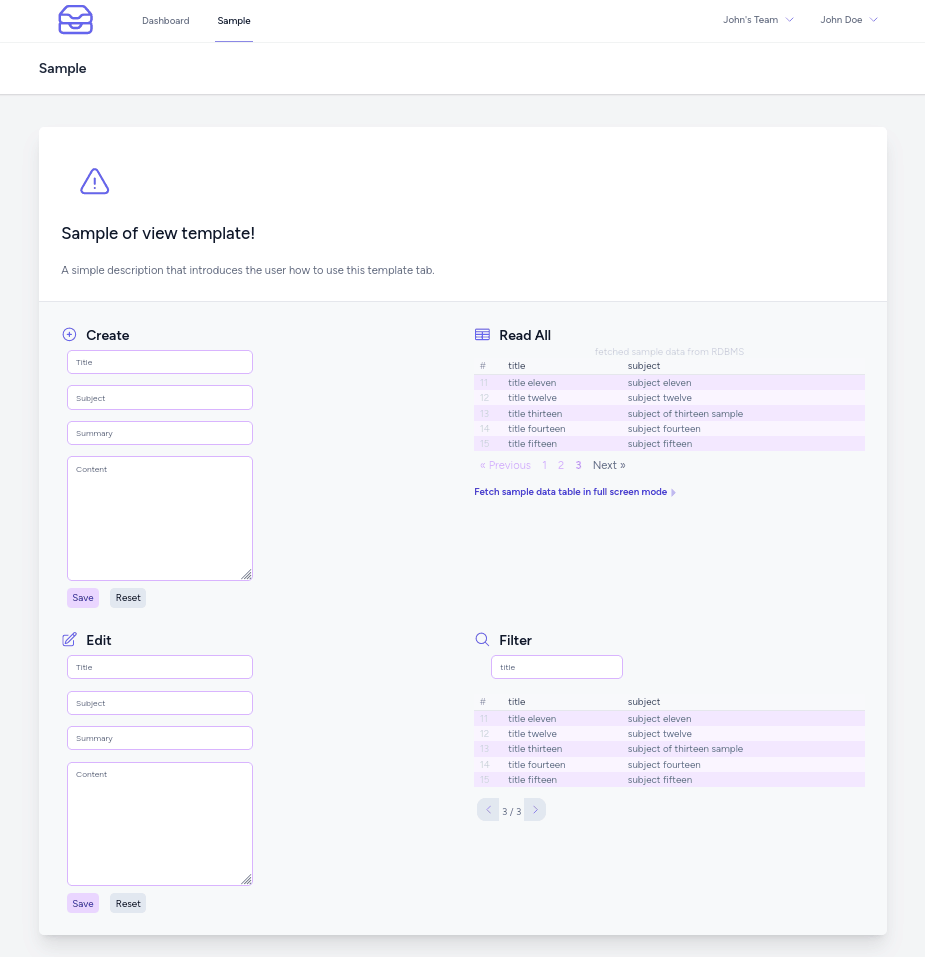 Dashboard Sample John's Team John Doe
Sample
Sample of view template!
A simple description that introduces the user how to use this template tab.
Create
Title
Subject
Summary
Content
Save Reset
Read All
fetched sample data from RDBMS
# title subject
11 title eleven subject eleven
12 title twelve subject twelve
13 title thirteen subject of thirteen sample
14 title fourteen subject fourteen
15 title fifteen subject fifteen
« Previous 1 2 3 Next »
Fetch sample data table in full screen mode
Edit
Title
Subject
Summary
Content
Save Reset
Filter
title
# title subject
11 title eleven subject eleven
12 title twelve subject twelve
13 title thirteen subject of thirteen sample
14 title fourteen subject fourteen
15 title fifteen subject fifteen
3 / 3